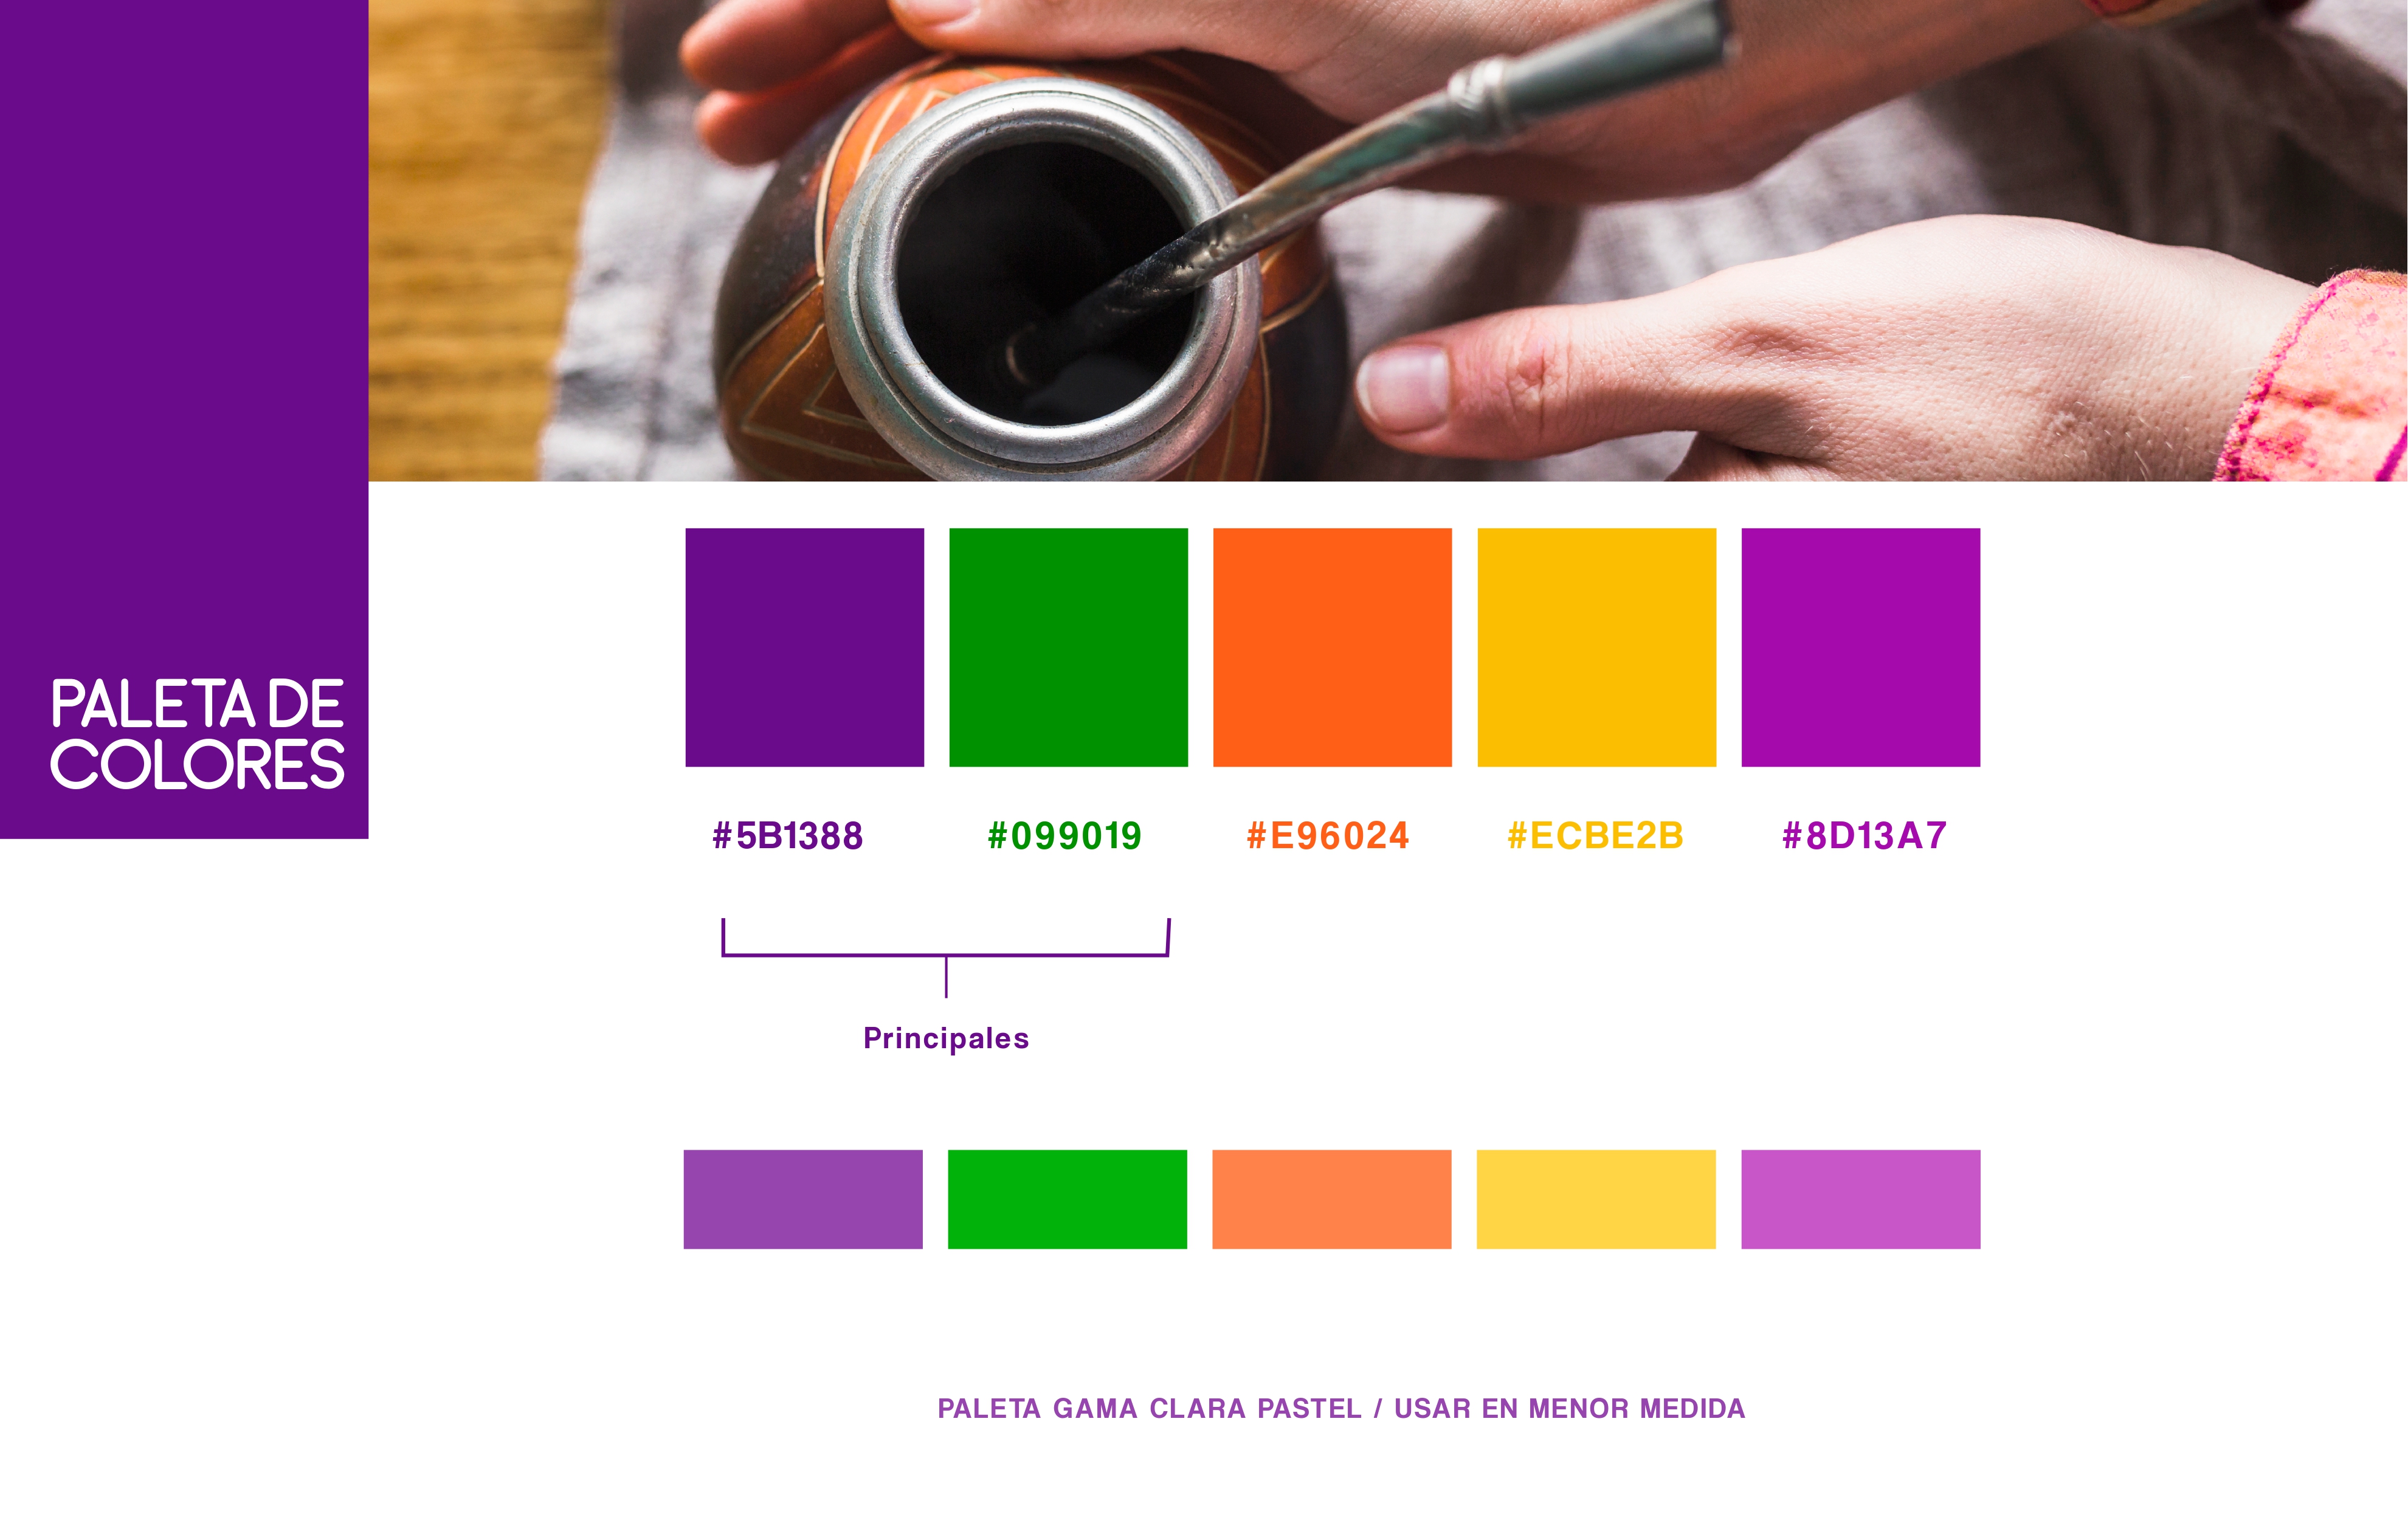 PALETA DE
COLORES
#5B1388
#099019
#E96024
#ECBE2B
#8D13A7
Principales
PALETA GAMA CLARA PASTEL / USAR EN MENOR MEDIDA